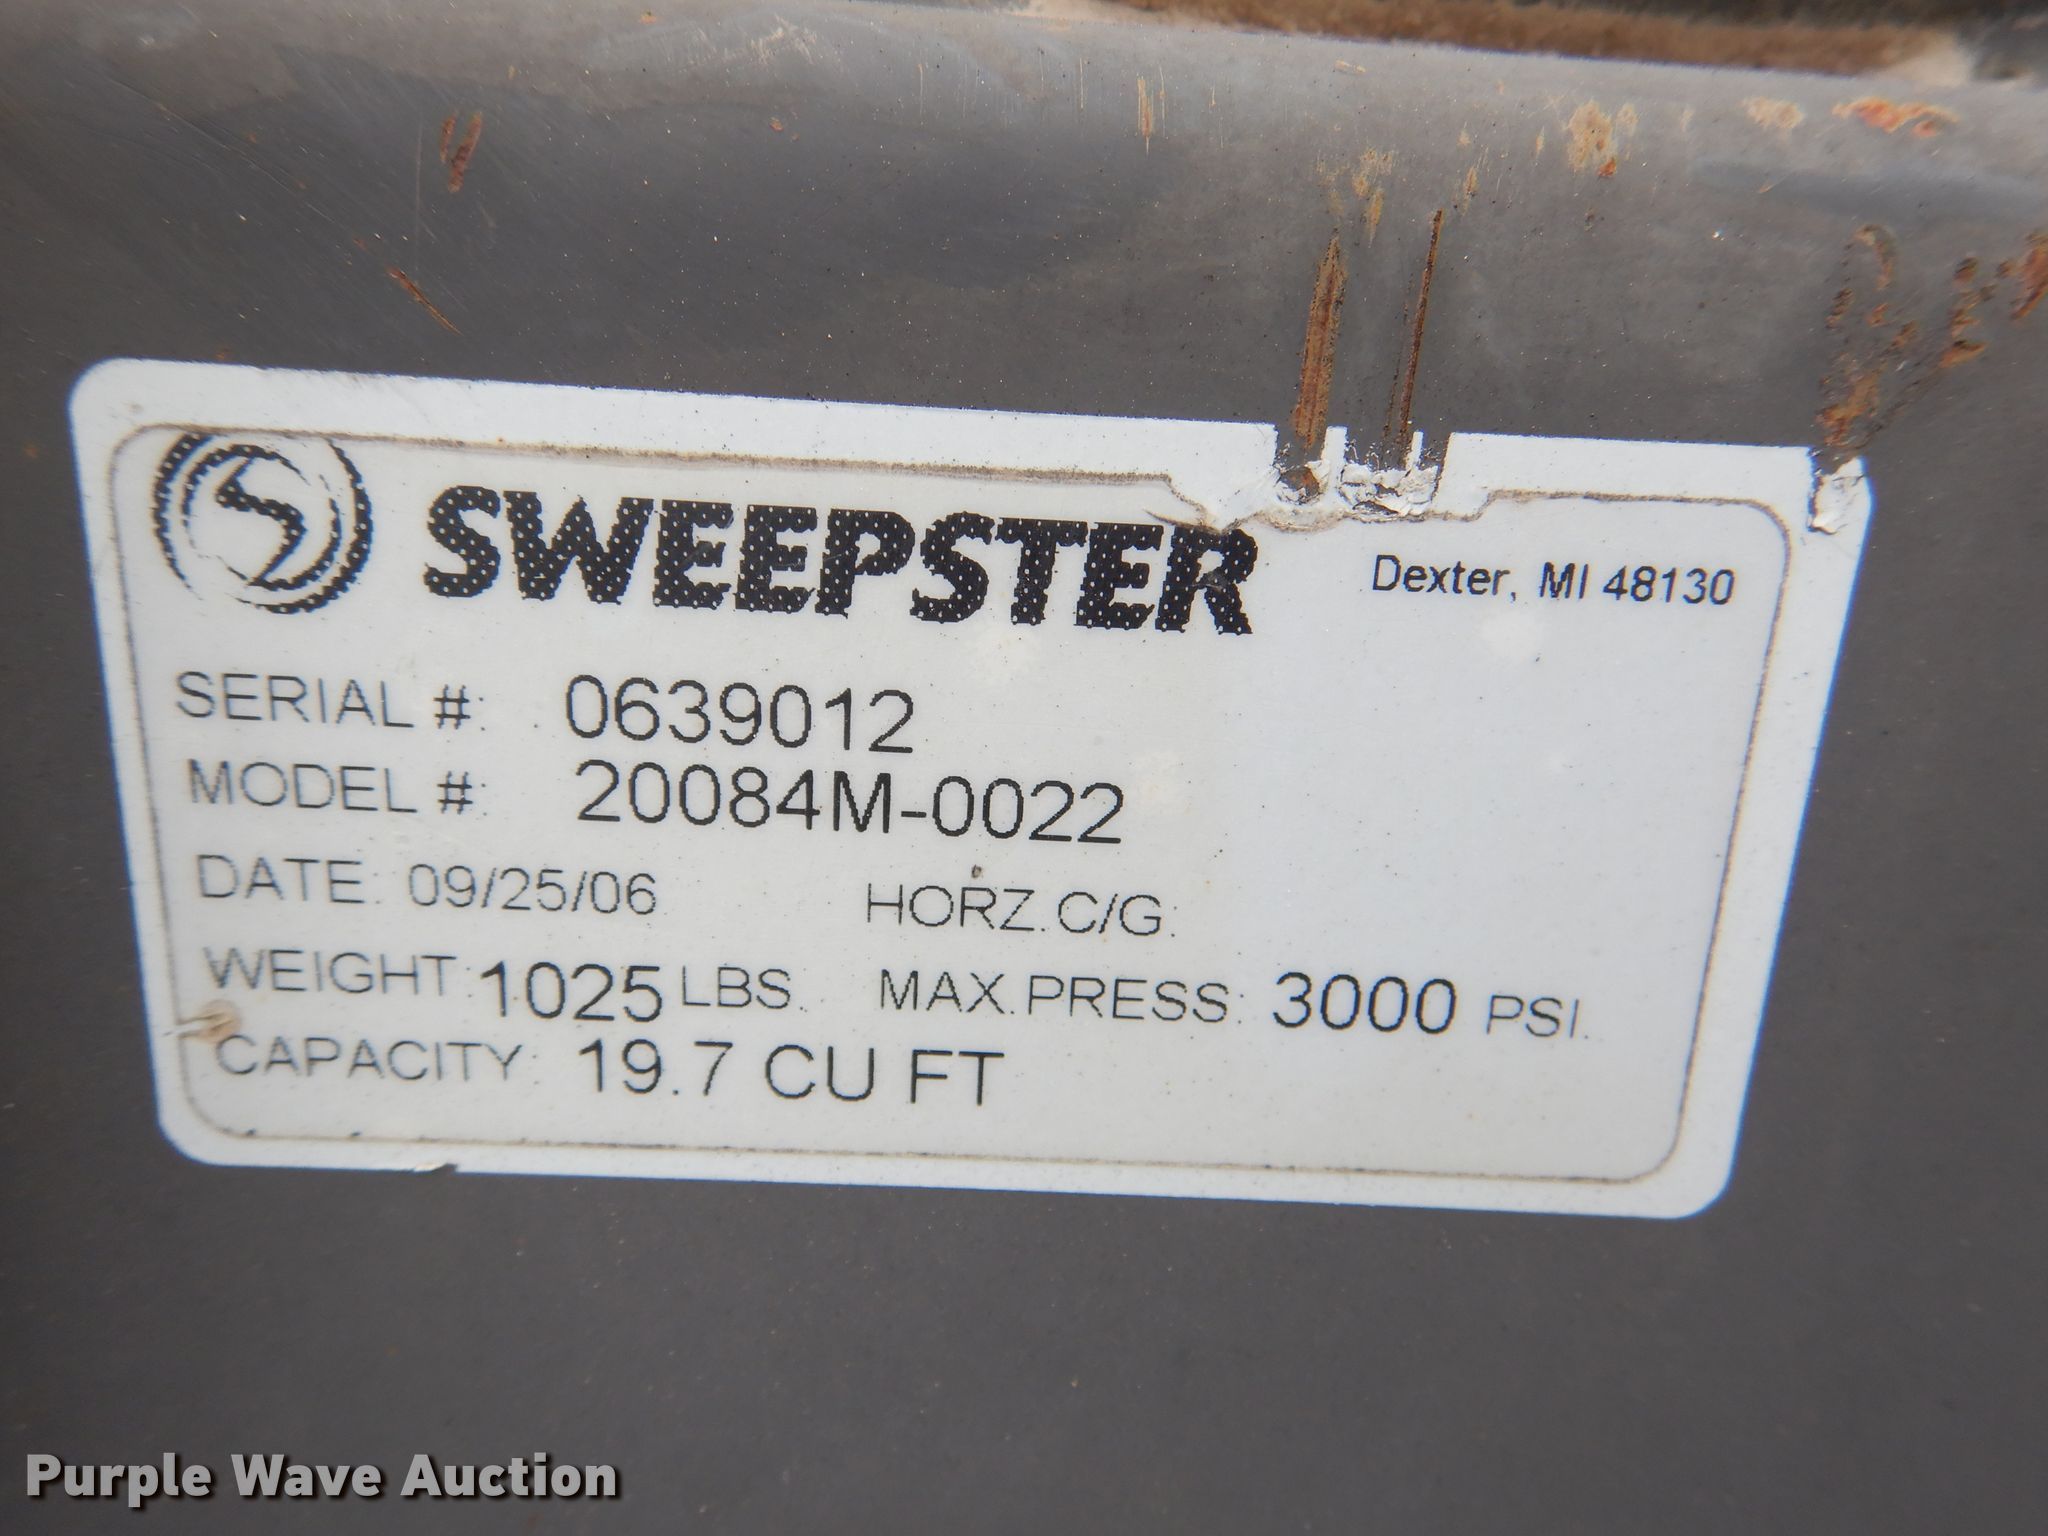 SWEEPSTER
Dexter, MI 48130
SERIAL #: 0639012
MODEL #: 20084M-0022
DATE: 09/25/06 HORZ. C/G:
WEIGHT: 1025 LBS. MAX. PRESS: 3000 PSI.
CAPACITY: 19.7 CU FT
Purple Wave Auction